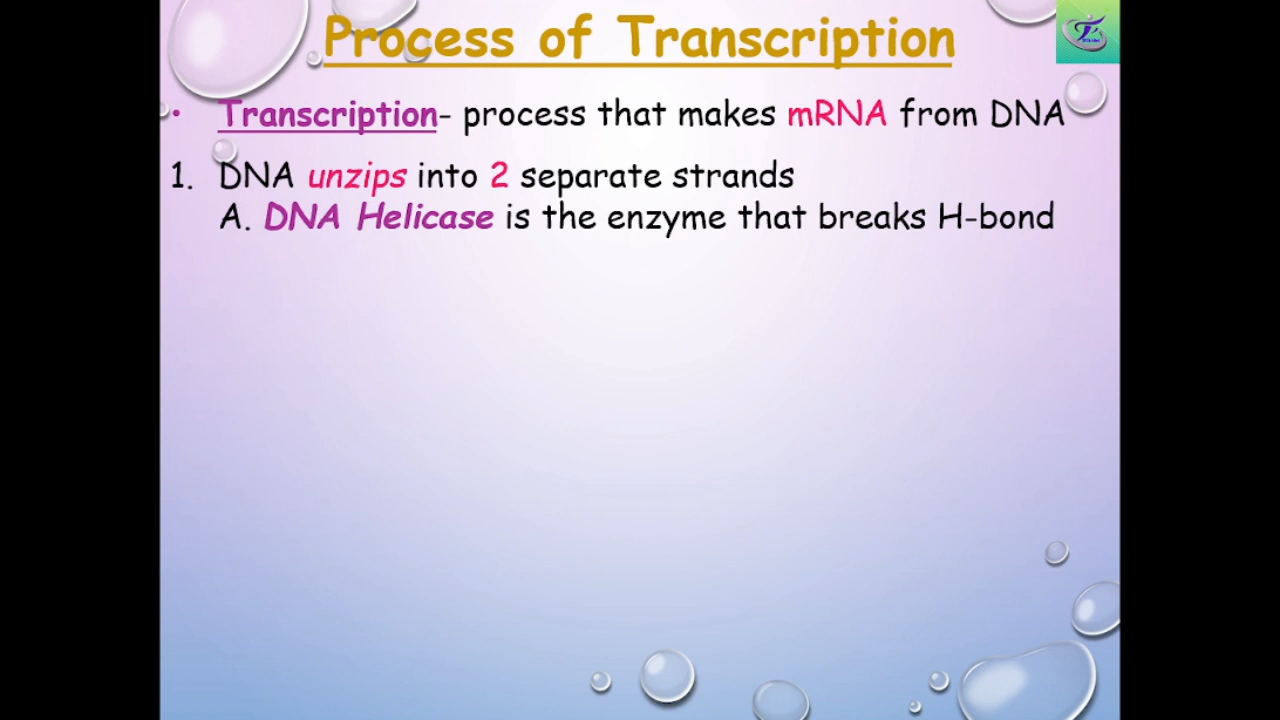 Process of Transcription
• Transcription- process that makes mRNA from DNA
1. DNA unzips into 2 separate strands
A. DNA Helicase is the enzyme that breaks H-bond